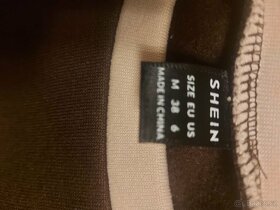 SHEIN
SIZE EU US
M 38 6
MADE IN CHINA